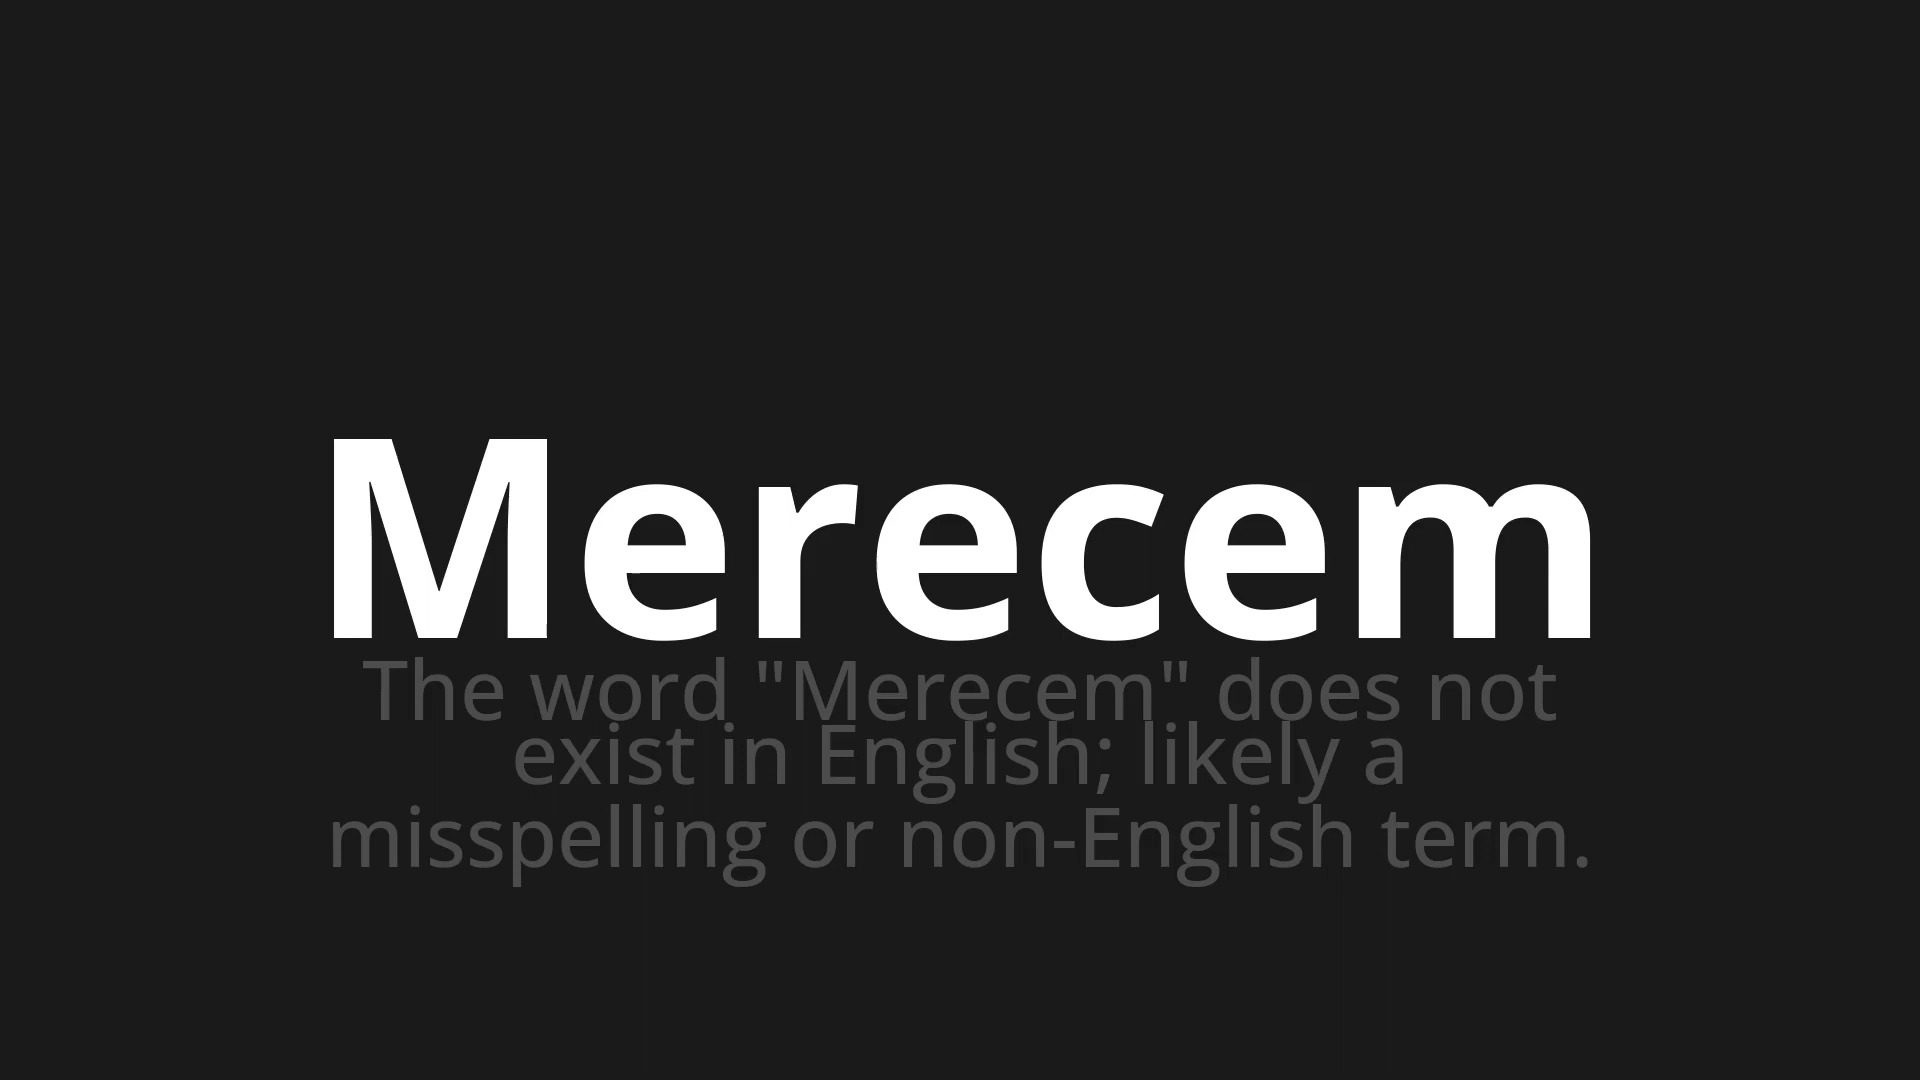 Merecem
The word "Merecem" does not
exist in English; likely a
misspelling or non-English term.